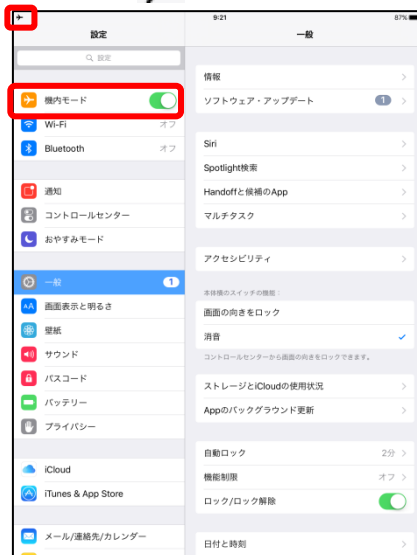 9:21
87%
設定
一般
設定
機内モード
Wi-Fi
オフ
Bluetooth
オフ
通知
コントロールセンター
おやすみモード
一般
1
AA
画面表示と明るさ
壁紙
サウンド
パスコード
バッテリー
プライバシー
iCloud
iTunes & App Store
メール/連絡先/カレンダー
情報
ソフトウェア・アップデート
1
Siri
Spotlight検索
Handoffと候補のApp
マルチタスク
アクセシビリティ
本体横のスイッチの機能:
画面の向きをロック
消音
コントロールセンターから画面の向きをロックできます。
ストレージとiCloudの使用状況
Appのバックグラウンド更新
自動ロック
2分
機能制限
オフ
ロック/ロック解除
日付と時刻